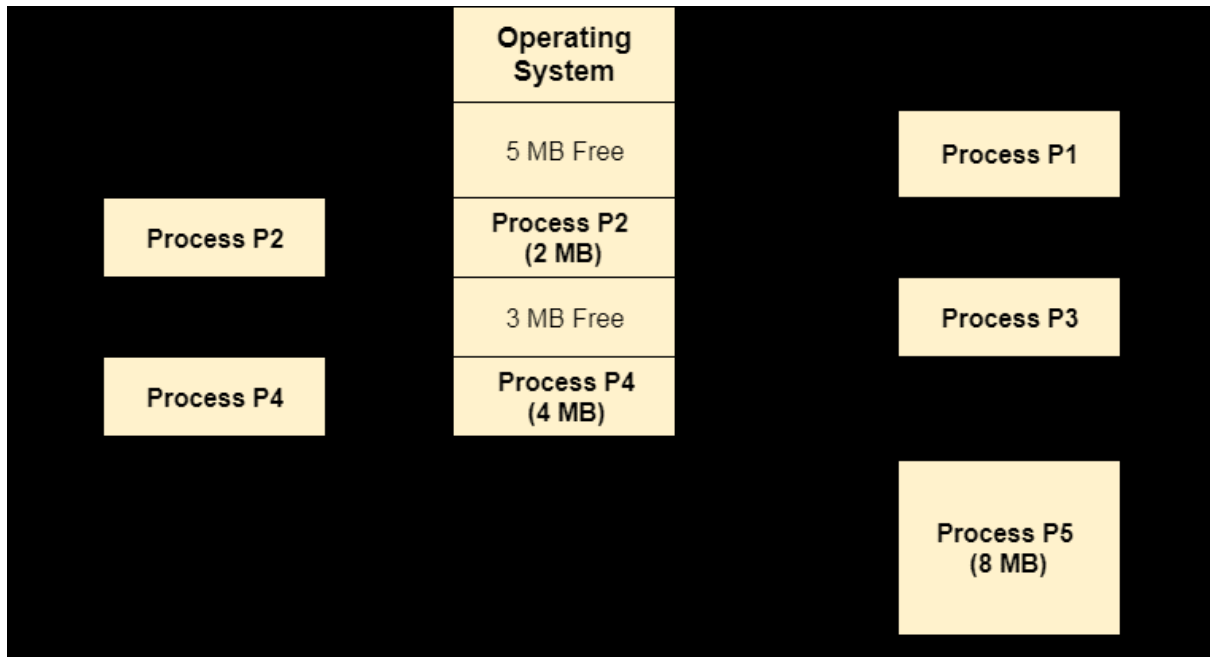 Operating
System
5 MB Free
Process P1
Process P2
Process P2
(2 MB)
3 MB Free
Process P3
Process P4
Process P4
(4 MB)
Process P5
(8 MB)